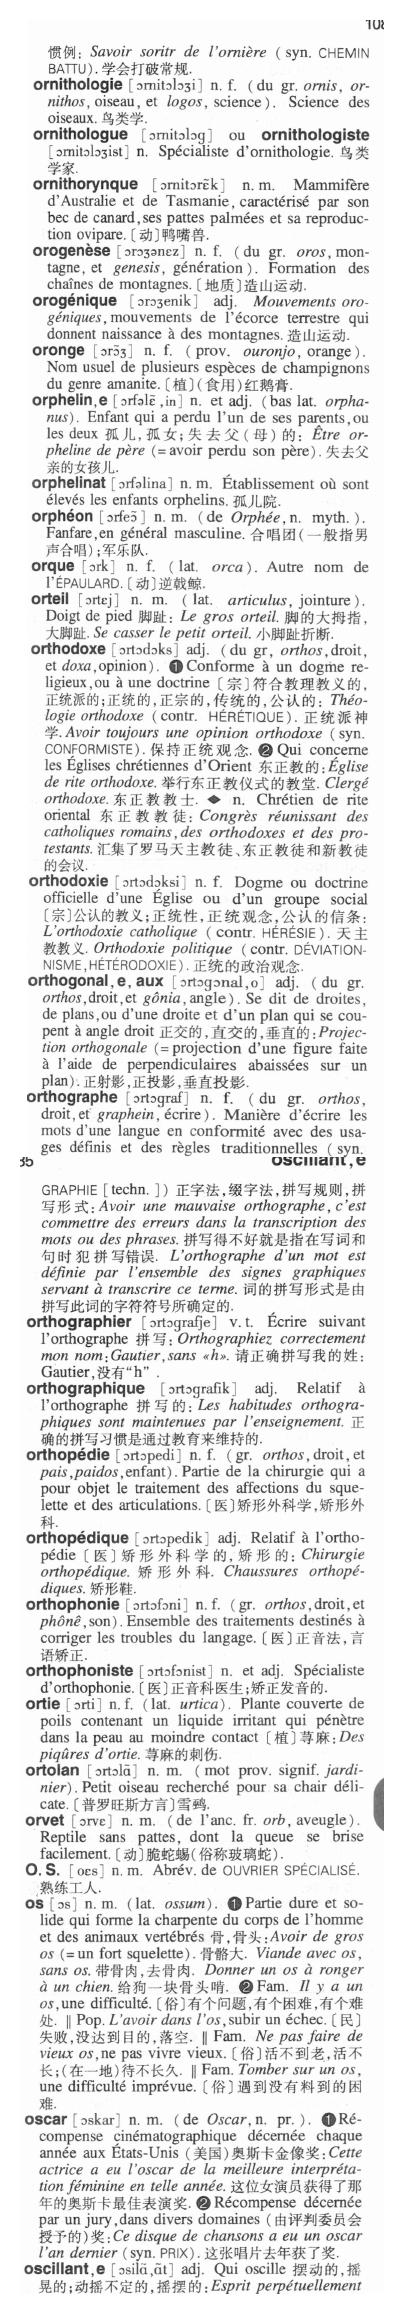 108
惯例: Savoir soritr de l'ornière ( syn. CHEMIN
BATTU). 学会打破常规.
ornithologie [ɔrnitɔlɔʒi] n. f. ( du gr. ornis, or-
nithos, oiseau, et logos, science). Science des
oiseaux. 鸟类学.
ornithologue [ɔrnitɔlɔg] ou ornithologiste
[ɔrnitɔlɔʒist] n. Spécialiste d'ornithologie. 鸟类
学家.
ornithorynque [ɔrnitɔrɛ̃k] n. m. Mammifère
d'Australie et de Tasmanie, caractérisé par son
bec de canard, ses pattes palmées et sa reproduc-
tion ovipare. 〔动〕鸭嘴兽.
orogenèse [ɔrɔʒənɛz] n. f. ( du gr. oros, mon-
tagne, et genesis, génération ). Formation des
chaînes de montagnes. 〔地质〕造山运动.
orogénique [ɔrɔʒenik] adj. Mouvements oro-
géniques, mouvements de l'écorce terrestre qui
donnent naissance à des montagnes. 造山运动.
oronge [ɔrɔ̃ʒ] n. f. ( prov. ouronjo, orange ).
Nom usuel de plusieurs espèces de champignons
du genre amanite. 〔植〕(食用)红鹅膏.
orphelin, e [ɔrfəlɛ̃, in] n. et adj. (bas lat. orpha-
nus). Enfant qui a perdu l'un de ses parents, ou
les deux 孤儿, 孤女; 失去父(母)的: Être or-
pheline de père (= avoir perdu son père). 失去父
亲的女孩儿.
orphelinat [ɔrfəlina] n. m. Établissement où sont
élevés les enfants orphelins. 孤儿院.
orphéon [ɔrfeɔ̃] n. m. ( de Orphée, n. myth. ).
Fanfare, en général masculine. 合唱团(一般指男
声合唱); 军乐队.
orque [ɔrk] n. f. ( lat. orca ). Autre nom de
l'ÉPAULARD. 〔动〕逆戟鲸.
orteil [ɔrtɛj] n. m. ( lat. articulus, jointure ).
Doigt de pied 脚趾: Le gros orteil. 脚的大拇指,
大脚趾. Se casser le petit orteil. 小脚趾折断.
orthodoxe [ɔrtɔdɔks] adj. ( du gr, orthos, droit,
et doxa, opinion). ❶ Conforme à un dogme re-
ligieux, ou à une doctrine 〔宗〕符合教理教义的,
正统派的; 正统的, 正宗的, 传统的, 公认的: Théo-
logie orthodoxe ( contr. HÉRÉTIQUE ). 正统派神
学. Avoir toujours une opinion orthodoxe ( syn.
CONFORMISTE). 保持正统观念. ❷ Qui concerne
les Églises chrétiennes d'Orient 东正教的: Église
de rite orthodoxe. 举行东正教仪式的教堂. Clergé
orthodoxe. 东正教教士. ◆ n. Chrétien de rite
oriental 东正教教徒: Congrès réunissant des
catholiques romains, des orthodoxes et des pro-
testants. 汇集了罗马天主教徒、东正教徒和新教徒
的会议.
orthodoxie [ɔrtɔdɔksi] n. f. Dogme ou doctrine
officielle d'une Église ou d'un groupe social
〔宗〕公认的教义; 正统性, 正统观念, 公认的信条:
L'orthodoxie catholique ( contr. HÉRÉSIE ). 天主
教教义. Orthodoxie politique ( contr. DÉVIATION-
NISME, HÉTÉRODOXIE). 正统的政治观念.
orthogonal, e, aux [ɔrtɔgɔnal, o] adj. ( du gr.
orthos, droit, et gônia, angle). Se dit de droites,
de plans, ou d'une droite et d'un plan qui se cou-
pent à angle droit 正交的, 直交的, 垂直的: Projec-
tion orthogonale (= projection d'une figure faite
à l'aide de perpendiculaires abaissées sur un
plan). 正射影, 正投影, 垂直投影.
orthographe [ɔrtɔgraf] n. f. ( du gr. orthos,
droit, et graphein, écrire ). Manière d'écrire les
mots d'une langue en conformité avec des usa-
ges définis et des règles traditionnelles ( syn.
35 oscillant, e
GRAPHIE [techn. ]) 正字法, 缀字法, 拼写规则, 拼
写形式: Avoir une mauvaise orthographe, c'est
commettre des erreurs dans la transcription des
mots ou des phrases. 拼写得不好就是指在写词和
句时犯拼写错误. L'orthographe d'un mot est
définie par l'ensemble des signes graphiques
servant à transcrire ce terme. 词的拼写形式是由
拼写此词的字符符号所确定的.
orthographier [ɔrtɔgrafje] v. t. Écrire suivant
l'orthographe 拼写: Orthographiez correctement
mon nom: Gautier, sans «h». 请正确拼写我的姓:
Gautier, 没有“h” .
orthographique [ɔrtɔgrafik] adj. Relatif à
l'orthographe 拼写的: Les habitudes orthogra-
phiques sont maintenues par l'enseignement. 正
确的拼写习惯是通过教育来维持的.
orthopédie [ɔrtɔpedi] n. f. ( gr. orthos, droit, et
pais, paidos, enfant). Partie de la chirurgie qui a
pour objet le traitement des affections du sque-
lette et des articulations. 〔医〕矫形外科学, 矫形外
科.
orthopédique [ɔrtɔpedik] adj. Relatif à l'ortho-
pédie 〔医〕矫形外科学的, 矫形的: Chirurgie
orthopédique. 矫形外科. Chaussures orthopé-
diques. 矫形鞋.
orthophonie [ɔrtɔfɔni] n. f. (gr. orthos, droit, et
phônê, son). Ensemble des traitements destinés à
corriger les troubles du langage. 〔医〕正音法, 言
语矫正.
orthophoniste [ɔrtɔfɔnist] n. et adj. Spécialiste
d'orthophonie. 〔医〕正音科医生; 矫正发音的.
ortie [ɔrti] n. f. (lat. urtica). Plante couverte de
poils contenant un liquide irritant qui pénètre
dans la peau au moindre contact 〔植〕荨麻: Des
piqûres d'ortie. 荨麻的刺伤.
ortolan [ɔrtɔlɑ̃] n. m. ( mot prov. signif. jardi-
nier). Petit oiseau recherché pour sa chair déli-
cate. 〔普罗旺斯方言〕雪鹀.
orvet [ɔrvɛ] n. m. ( de l'anc. fr. orb, aveugle).
Reptile sans pattes, dont la queue se brise
facilement. 〔动〕脆蛇蜴(俗称玻璃蛇).
O. S. [oɛs] n. m. Abrév. de OUVRIER SPÉCIALISÉ.
熟练工人.
os [ɔs] n. m. (lat. ossum). ❶ Partie dure et so-
lide qui forme la charpente du corps de l'homme
et des animaux vertébrés 骨, 骨头: Avoir de gros
os (= un fort squelette). 骨骼大. Viande avec os,
sans os. 带骨肉, 去骨肉. Donner un os à ronger
à un chien. 给狗一块骨头啃. ❷ Fam. Il y a un
os, une difficulté. 〔俗〕有个问题, 有个困难, 有个难
处. ‖ Pop. L'avoir dans l'os, subir un échec. 〔民〕
失败, 没达到目的, 落空. ‖ Fam. Ne pas faire de
vieux os, ne pas vivre vieux. 〔俗〕活不到老, 活不
长; (在一地)待不长久. ‖ Fam. Tomber sur un os,
une difficulté imprévue. 〔俗〕遇到没有料到的困
难.
oscar [ɔskar] n. m. ( de Oscar, n. pr. ). ❶ Ré-
compense cinématographique décernée chaque
année aux États-Unis (美国)奥斯卡金像奖: Cette
actrice a eu l'oscar de la meilleure interpréta-
tion féminine en telle année. 这位女演员获得了那
年的奥斯卡最佳表演奖. ❷ Récompense décernée
par un jury, dans divers domaines (由评判委员会
授予的)奖: Ce disque de chansons a eu un oscar
l'an dernier (syn. PRIX). 这张唱片去年获了奖.
oscillant, e [ɔsilɑ̃, ɑ̃t] adj. Qui oscille 摆动的, 摇
晃的; 动摇不定的, 摇摆的: Esprit perpétuellement